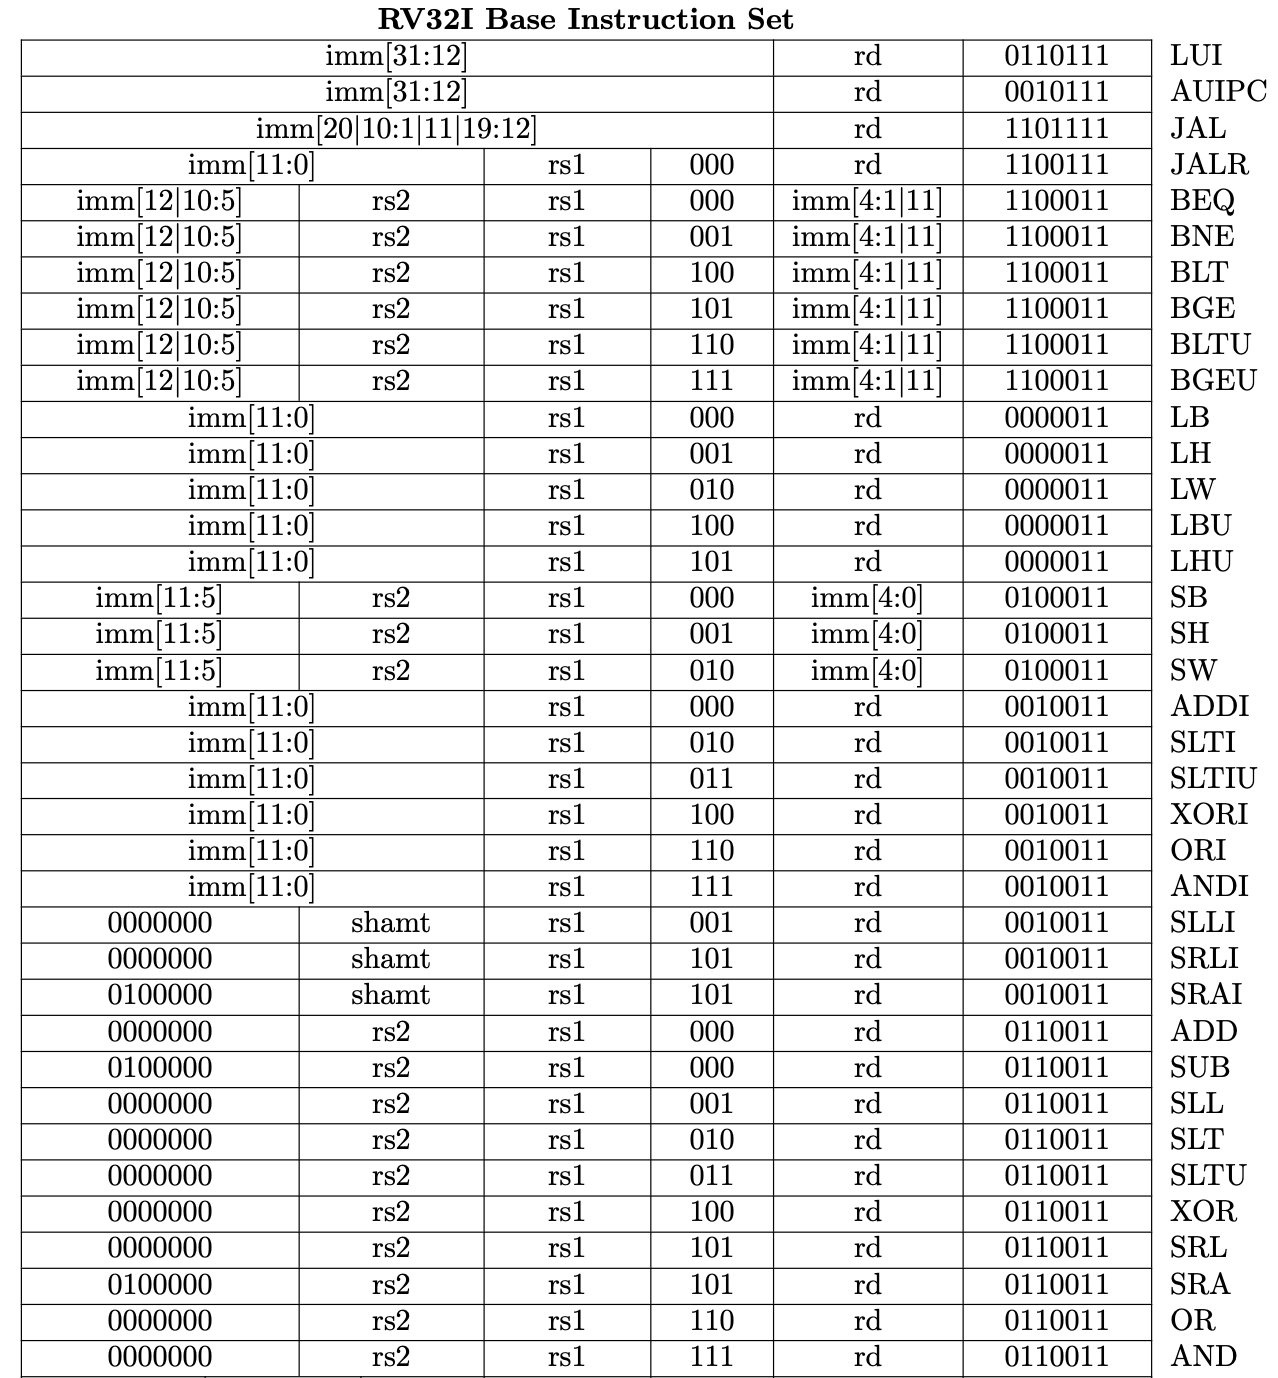 RV32I Base Instruction Set
imm[31:12] rd 0110111 LUI
imm[31:12] rd 0010111 AUIPC
imm[20|10:1|11|19:12] rd 1101111 JAL
imm[11:0] rs1 000 rd 1100111 JALR
imm[12|10:5] rs2 rs1 000 imm[4:1|11] 1100011 BEQ
imm[12|10:5] rs2 rs1 001 imm[4:1|11] 1100011 BNE
imm[12|10:5] rs2 rs1 100 imm[4:1|11] 1100011 BLT
imm[12|10:5] rs2 rs1 101 imm[4:1|11] 1100011 BGE
imm[12|10:5] rs2 rs1 110 imm[4:1|11] 1100011 BLTU
imm[12|10:5] rs2 rs1 111 imm[4:1|11] 1100011 BGEU
imm[11:0] rs1 000 rd 0000011 LB
imm[11:0] rs1 001 rd 0000011 LH
imm[11:0] rs1 010 rd 0000011 LW
imm[11:0] rs1 100 rd 0000011 LBU
imm[11:0] rs1 101 rd 0000011 LHU
imm[11:5] rs2 rs1 000 imm[4:0] 0100011 SB
imm[11:5] rs2 rs1 001 imm[4:0] 0100011 SH
imm[11:5] rs2 rs1 010 imm[4:0] 0100011 SW
imm[11:0] rs1 000 rd 0010011 ADDI
imm[11:0] rs1 010 rd 0010011 SLTI
imm[11:0] rs1 011 rd 0010011 SLTIU
imm[11:0] rs1 100 rd 0010011 XORI
imm[11:0] rs1 110 rd 0010011 ORI
imm[11:0] rs1 111 rd 0010011 ANDI
0000000 shamt rs1 001 rd 0010011 SLLI
0000000 shamt rs1 101 rd 0010011 SRLI
0100000 shamt rs1 101 rd 0010011 SRAI
0000000 rs2 rs1 000 rd 0110011 ADD
0100000 rs2 rs1 000 rd 0110011 SUB
0000000 rs2 rs1 001 rd 0110011 SLL
0000000 rs2 rs1 010 rd 0110011 SLT
0000000 rs2 rs1 011 rd 0110011 SLTU
0000000 rs2 rs1 100 rd 0110011 XOR
0000000 rs2 rs1 101 rd 0110011 SRL
0100000 rs2 rs1 101 rd 0110011 SRA
0000000 rs2 rs1 110 rd 0110011 OR
0000000 rs2 rs1 111 rd 0110011 AND